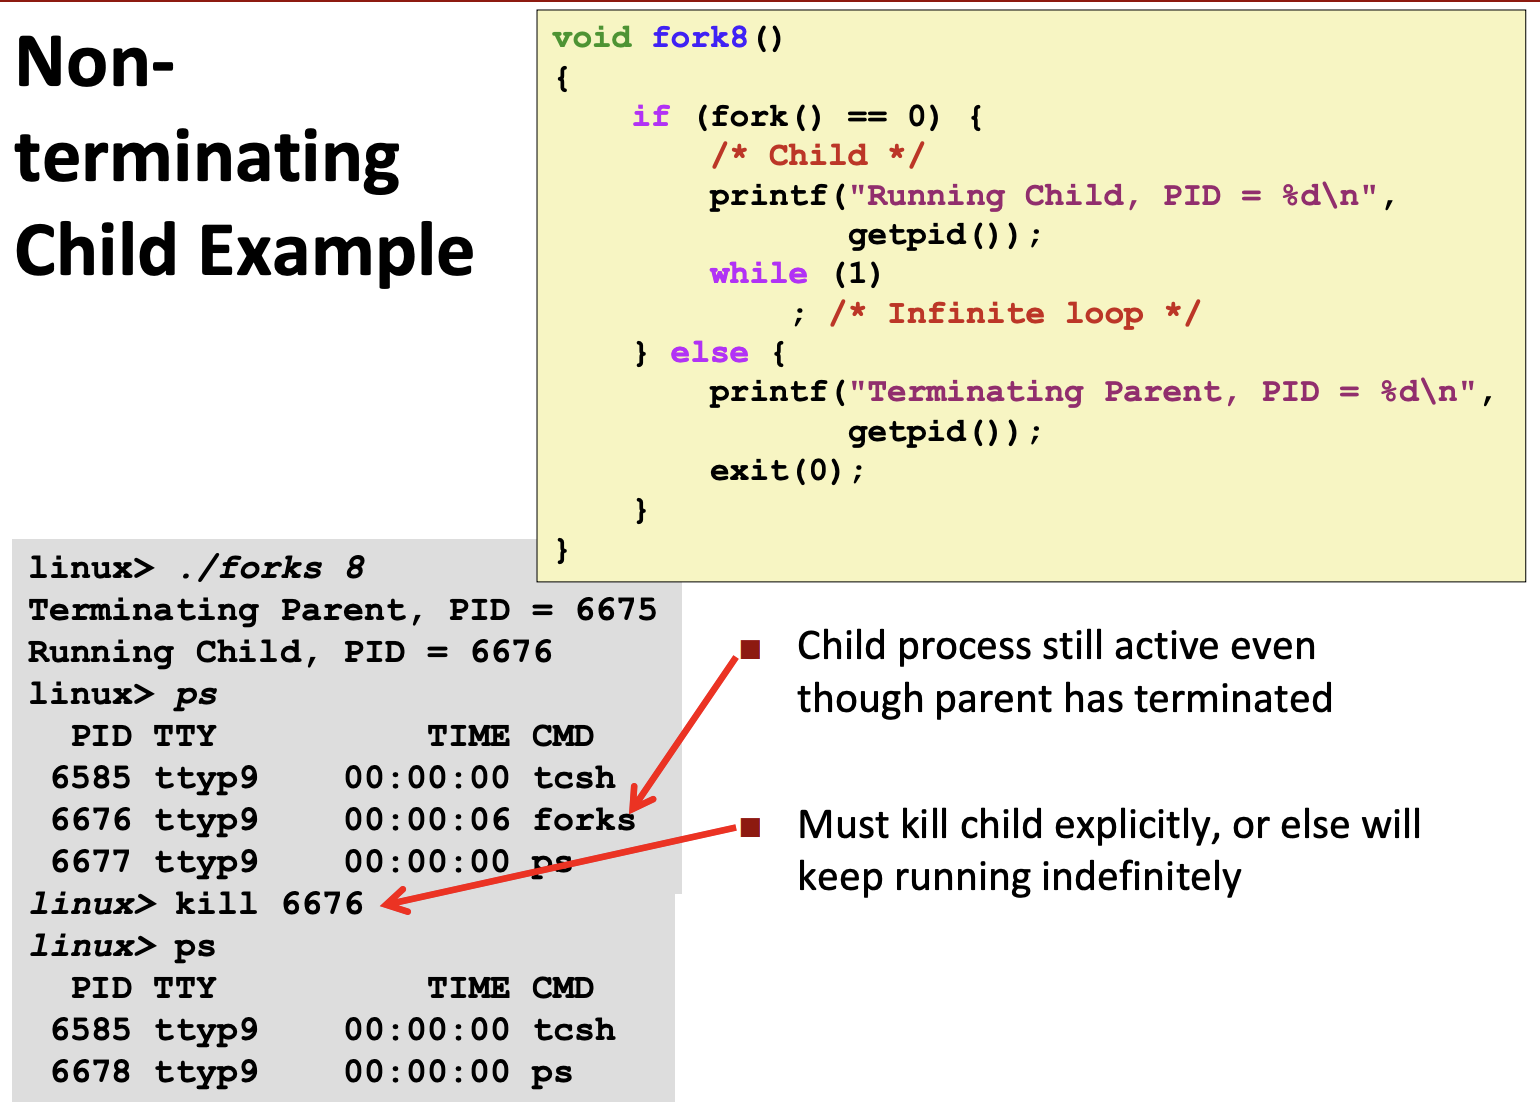 Non-
terminating
Child Example
void fork8()
{
    if (fork() == 0) {
        /* Child */
        printf("Running Child, PID = %d\n",
               getpid());
        while (1)
            ; /* Infinite loop */
    } else {
        printf("Terminating Parent, PID = %d\n",
               getpid());
        exit(0);
    }
}
linux> ./forks 8
Terminating Parent, PID = 6675
Running Child, PID = 6676
linux> ps
  PID TTY          TIME CMD
 6585 ttyp9    00:00:00 tcsh
 6676 ttyp9    00:00:06 forks
 6677 ttyp9    00:00:00 ps
linux> kill 6676
linux> ps
  PID TTY          TIME CMD
 6585 ttyp9    00:00:00 tcsh
 6678 ttyp9    00:00:00 ps
Child process still active even
though parent has terminated
Must kill child explicitly, or else will
keep running indefinitely